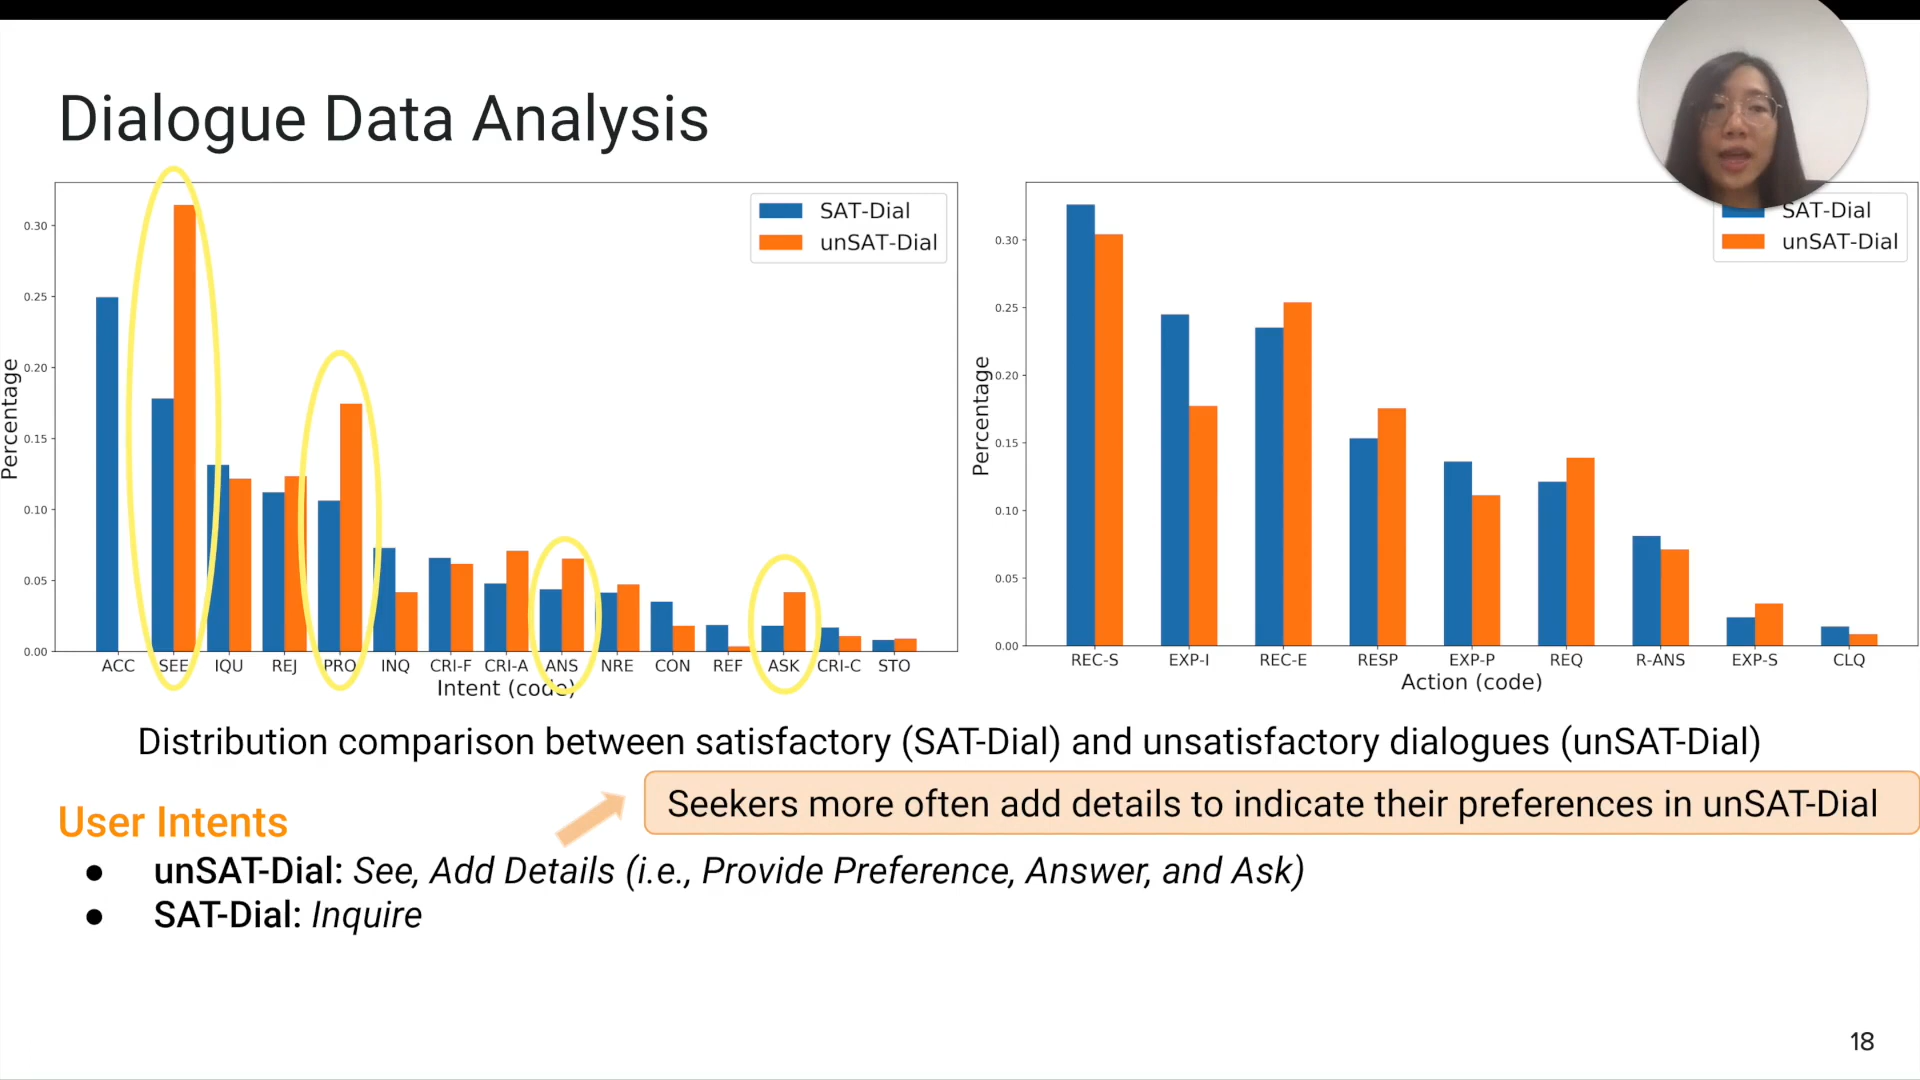 Dialogue Data Analysis
SAT-Dial
unSAT-Dial
Percentage
0.30
0.25
0.20
0.15
0.10
0.05
0.00
ACC SEE IQU REJ PRO INQ CRI-F CRI-A ANS NRE CON REF ASK CRI-C STO
Intent (code)
SAT-Dial
unSAT-Dial
Percentage
0.30
0.25
0.20
0.15
0.10
0.05
0.00
REC-S EXP-I REC-E RESP EXP-P REQ R-ANS EXP-S CLQ
Action (code)
Distribution comparison between satisfactory (SAT-Dial) and unsatisfactory dialogues (unSAT-Dial)
Seekers more often add details to indicate their preferences in unSAT-Dial
User Intents
● unSAT-Dial: See, Add Details (i.e., Provide Preference, Answer, and Ask)
● SAT-Dial: Inquire
18